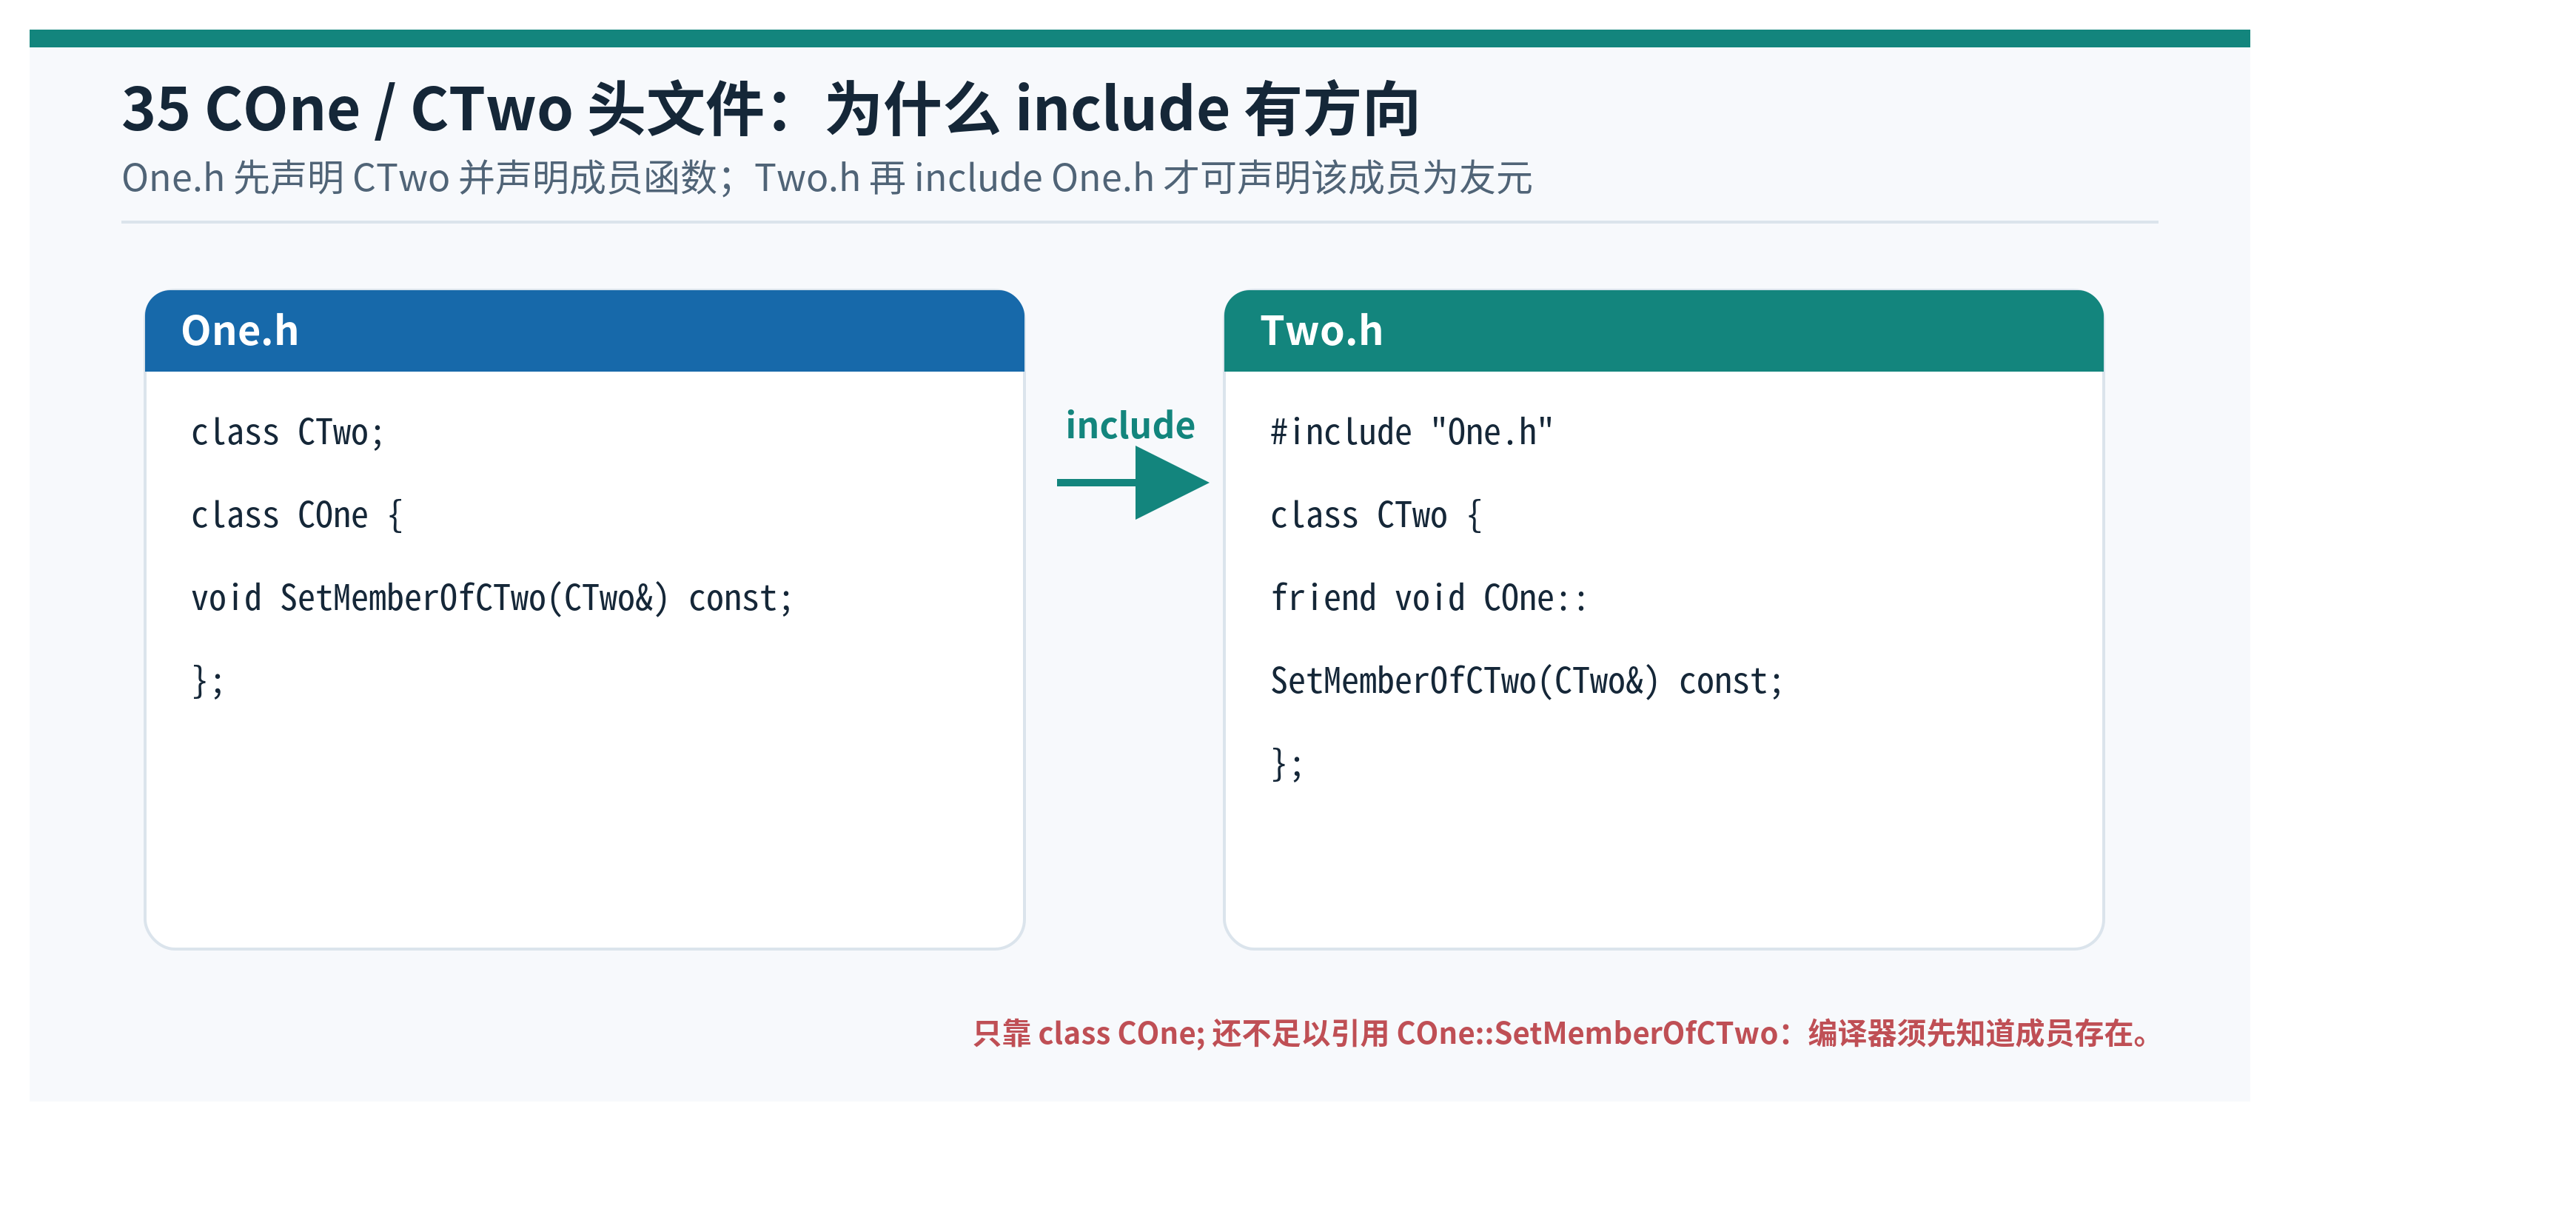 35 COne / CTwo 头文件：为什么 include 有方向
One.h 先声明 CTwo 并声明成员函数；Two.h 再 include One.h 才可声明该成员为友元
One.h
class CTwo;
class COne {
void SetMemberOfCTwo(CTwo&) const;
};
include
Two.h
#include "One.h"
class CTwo {
friend void COne::
SetMemberOfCTwo(CTwo&) const;
};
只靠 class COne; 还不足以引用 COne::SetMemberOfCTwo：编译器须先知道成员存在。